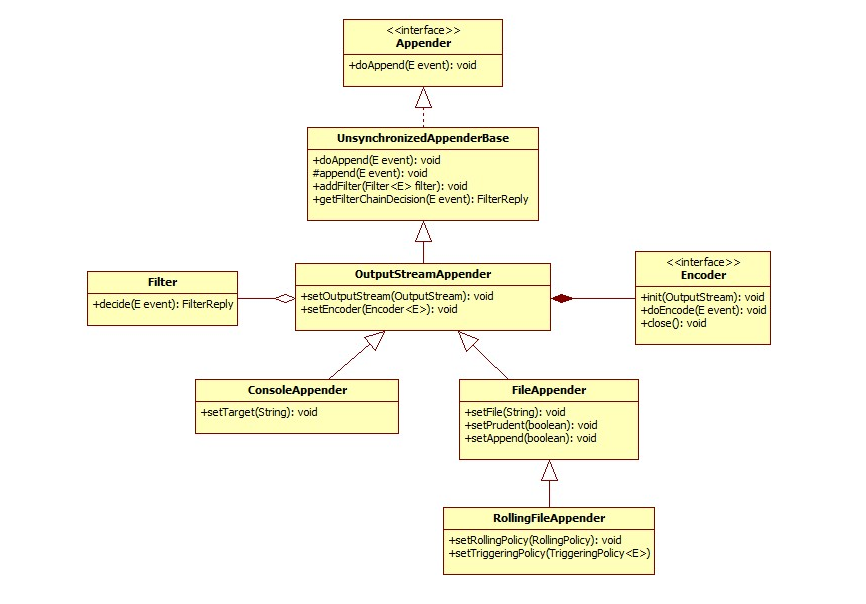 <<interface>>
Appender
+doAppend(E event): void
UnsynchronizedAppenderBase
+doAppend(E event): void
#append(E event): void
+addFilter(Filter<E> filter): void
+getFilterChainDecision(E event): FilterReply
Filter
+decide(E event): FilterReply
OutputStreamAppender
+setOutputStream(OutputStream): void
+setEncoder(Encoder<E>): void
<<interface>>
Encoder
+init(OutputStream): void
+doEncode(E event): void
+close(): void
ConsoleAppender
+setTarget(String): void
FileAppender
+setFile(String): void
+setPrudent(boolean): void
+setAppend(boolean): void
RollingFileAppender
+setRollingPolicy(RollingPolicy): void
+setTriggeringPolicy(TriggeringPolicy<E>)